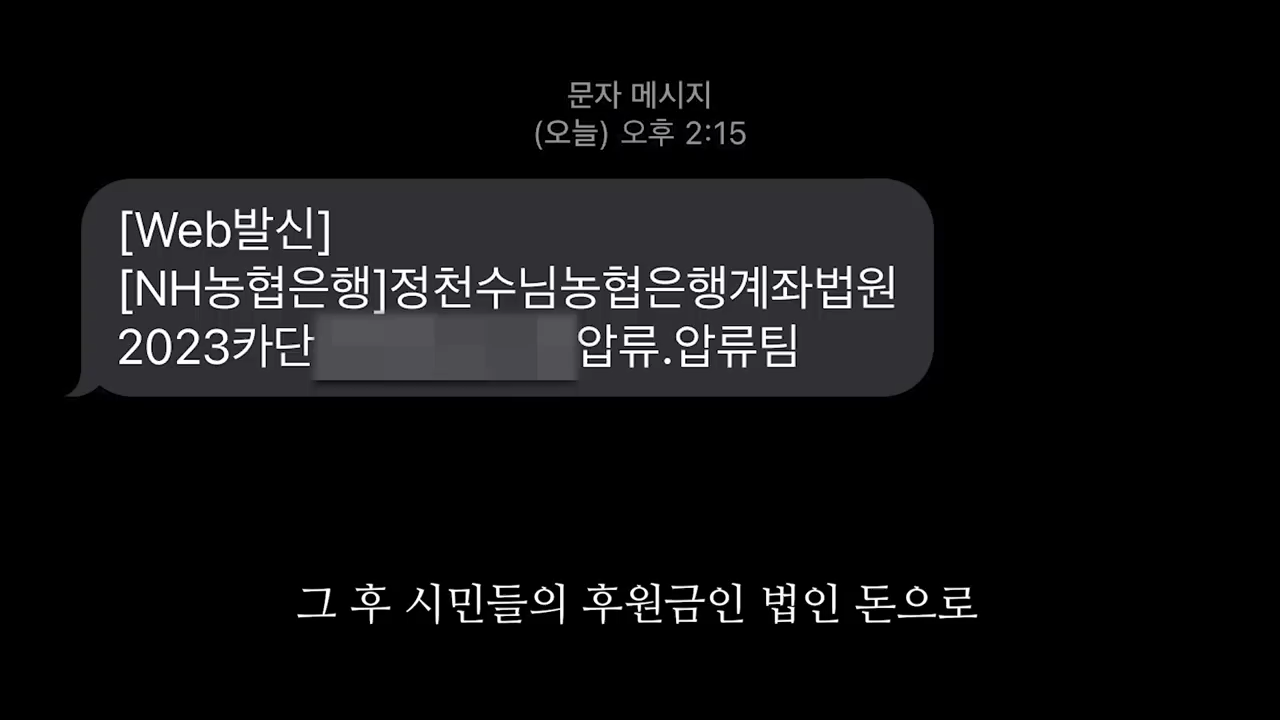 문자 메시지
(오늘) 오후 2:15
[Web발신]
[NH농협은행]정천수님농협은행계좌법원
2023카단 압류.압류팀
그 후 시민들의 후원금인 법인 돈으로